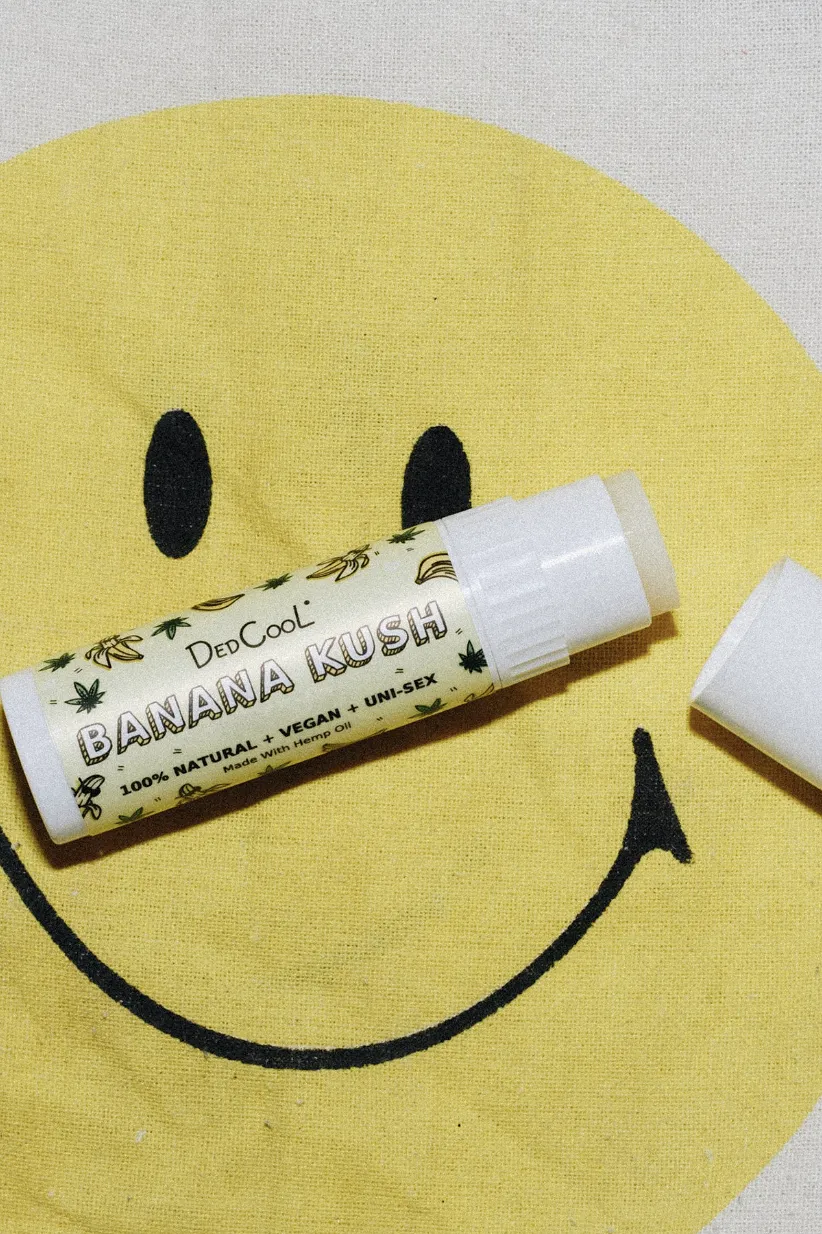 DedCool
BANANA KUSH
100% NATURAL + VEGAN + UNI-SEX
Made With Hemp Oil